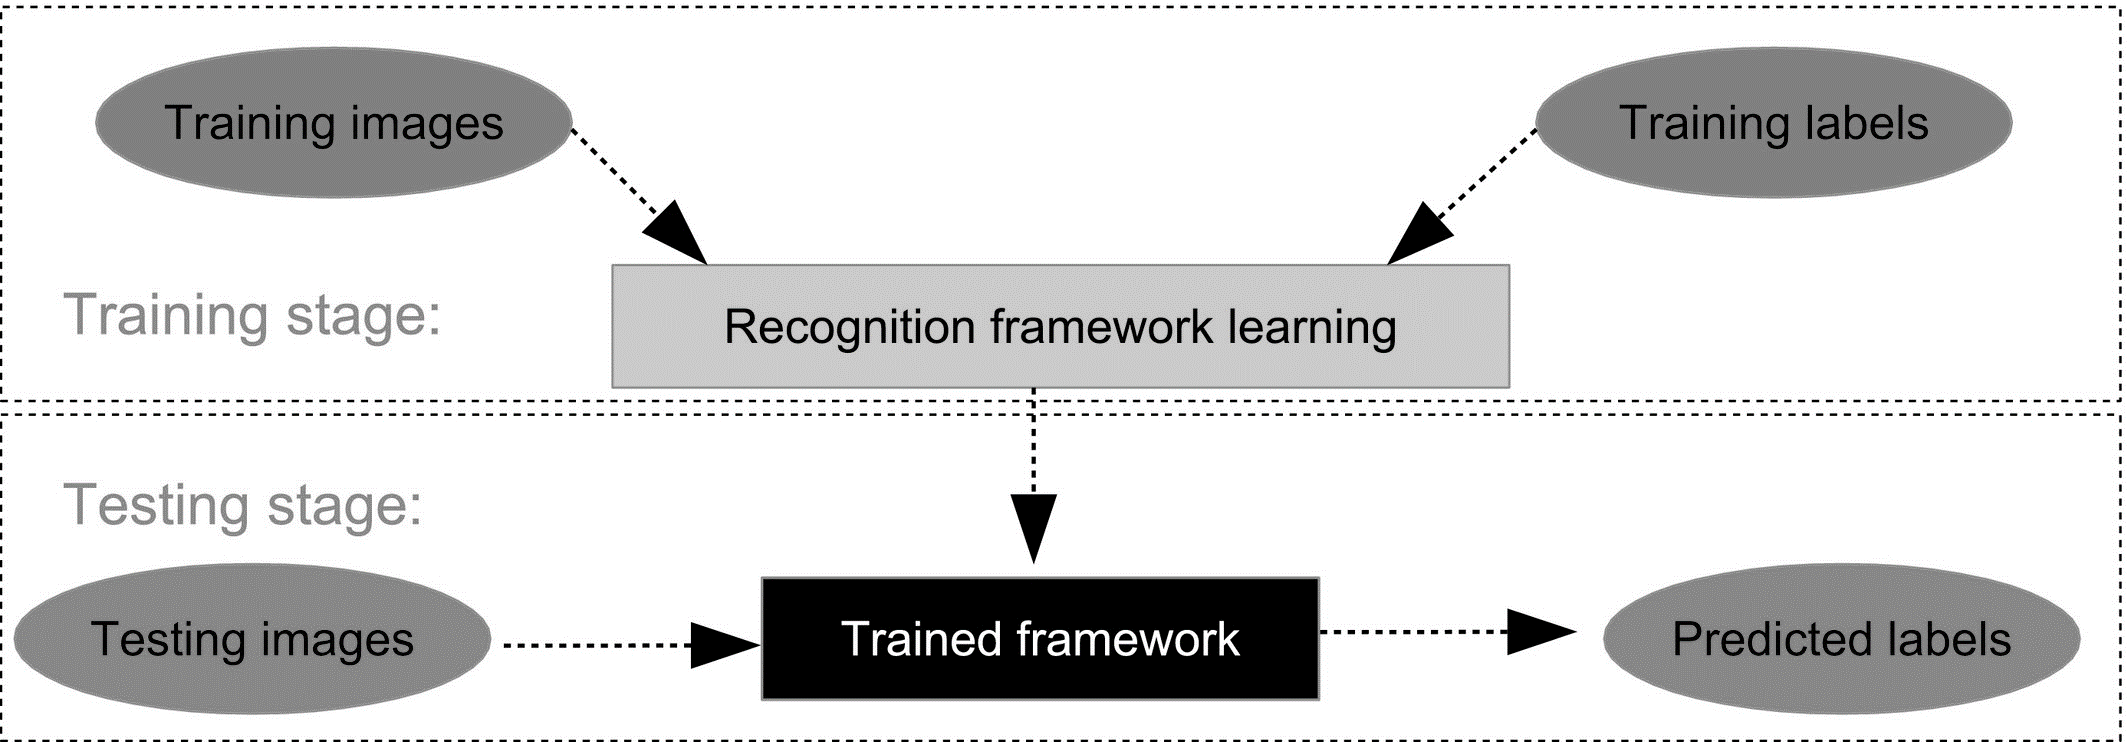 Training images
Training labels
Training stage:
Recognition framework learning
Testing stage:
Testing images
Trained framework
Predicted labels